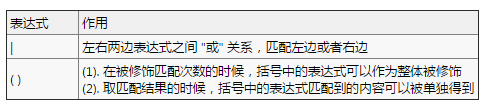 表达式 作用
| 左右两边表达式之间 "或" 关系，匹配左边或者右边
( ) (1). 在被修饰匹配次数的时候，括号中的表达式可以作为整体被修饰
(2). 取匹配结果的时候，括号中的表达式匹配到的内容可以被单独得到